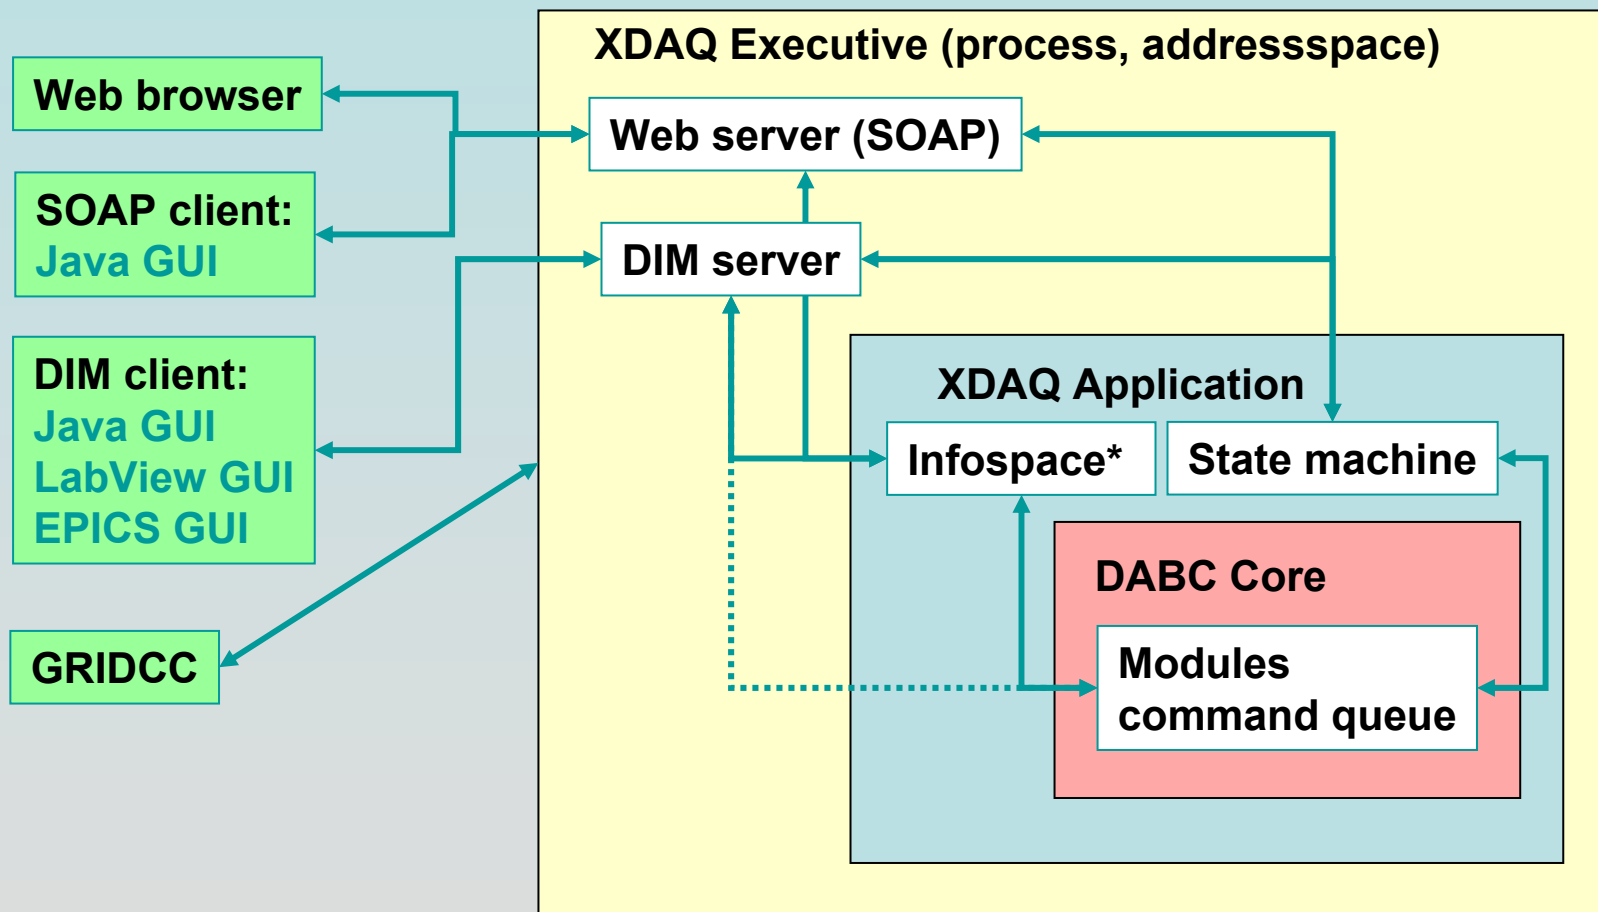 XDAQ Executive (process, addressspace)
Web browser
Web server (SOAP)
SOAP client:
Java GUI
DIM server
DIM client:
Java GUI
LabView GUI
EPICS GUI
XDAQ Application
Infospace*
State machine
DABC Core
GRIDCC
Modules
command queue